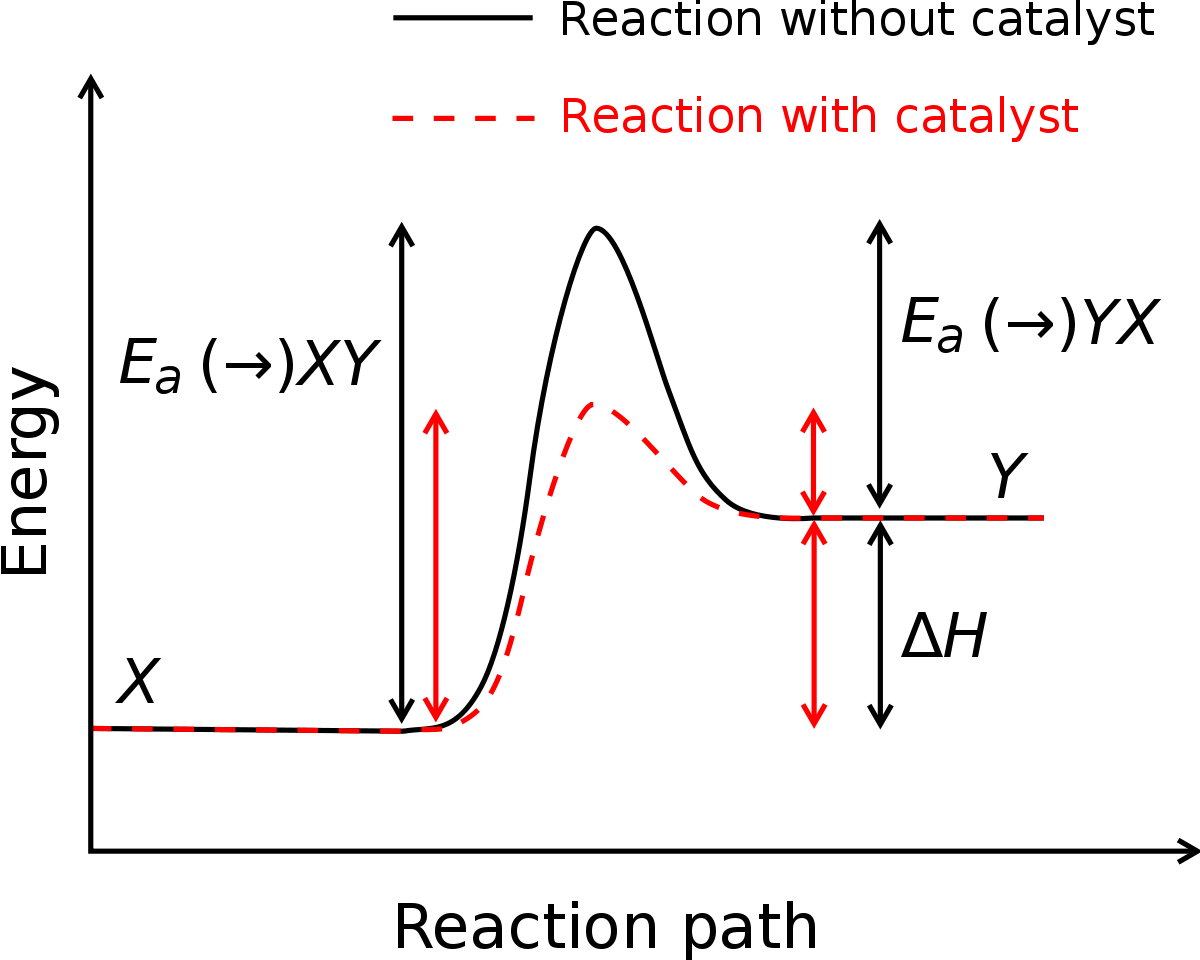 Reaction without catalyst
Reaction with catalyst
Energy
Eₐ (→)XY
Eₐ (→)YX
Y
X
ΔH
Reaction path